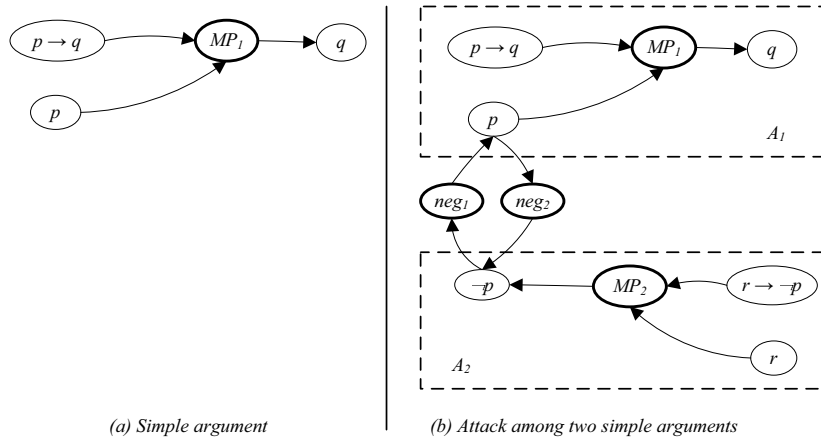 p → q
MP1
q
p
(a) Simple argument
p → q
MP1
q
p
A1
neg1
neg2
¬p
MP2
r → ¬p
r
A2
(b) Attack among two simple arguments